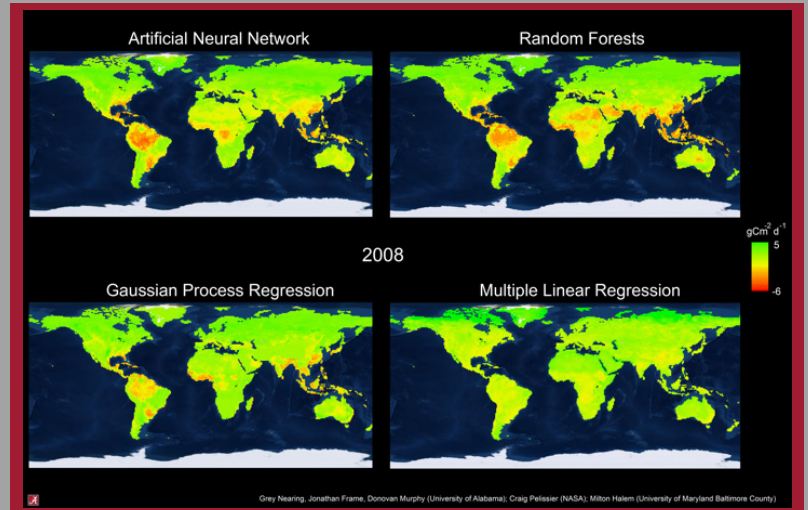 Artificial Neural Network
Random Forests
gCm⁻² d⁻¹
5
-6
2008
Gaussian Process Regression
Multiple Linear Regression
A
Grey Nearing, Jonathan Frame, Donovan Murphy (University of Alabama); Craig Pelissier (NASA); Milton Halem (University of Maryland Baltimore County)